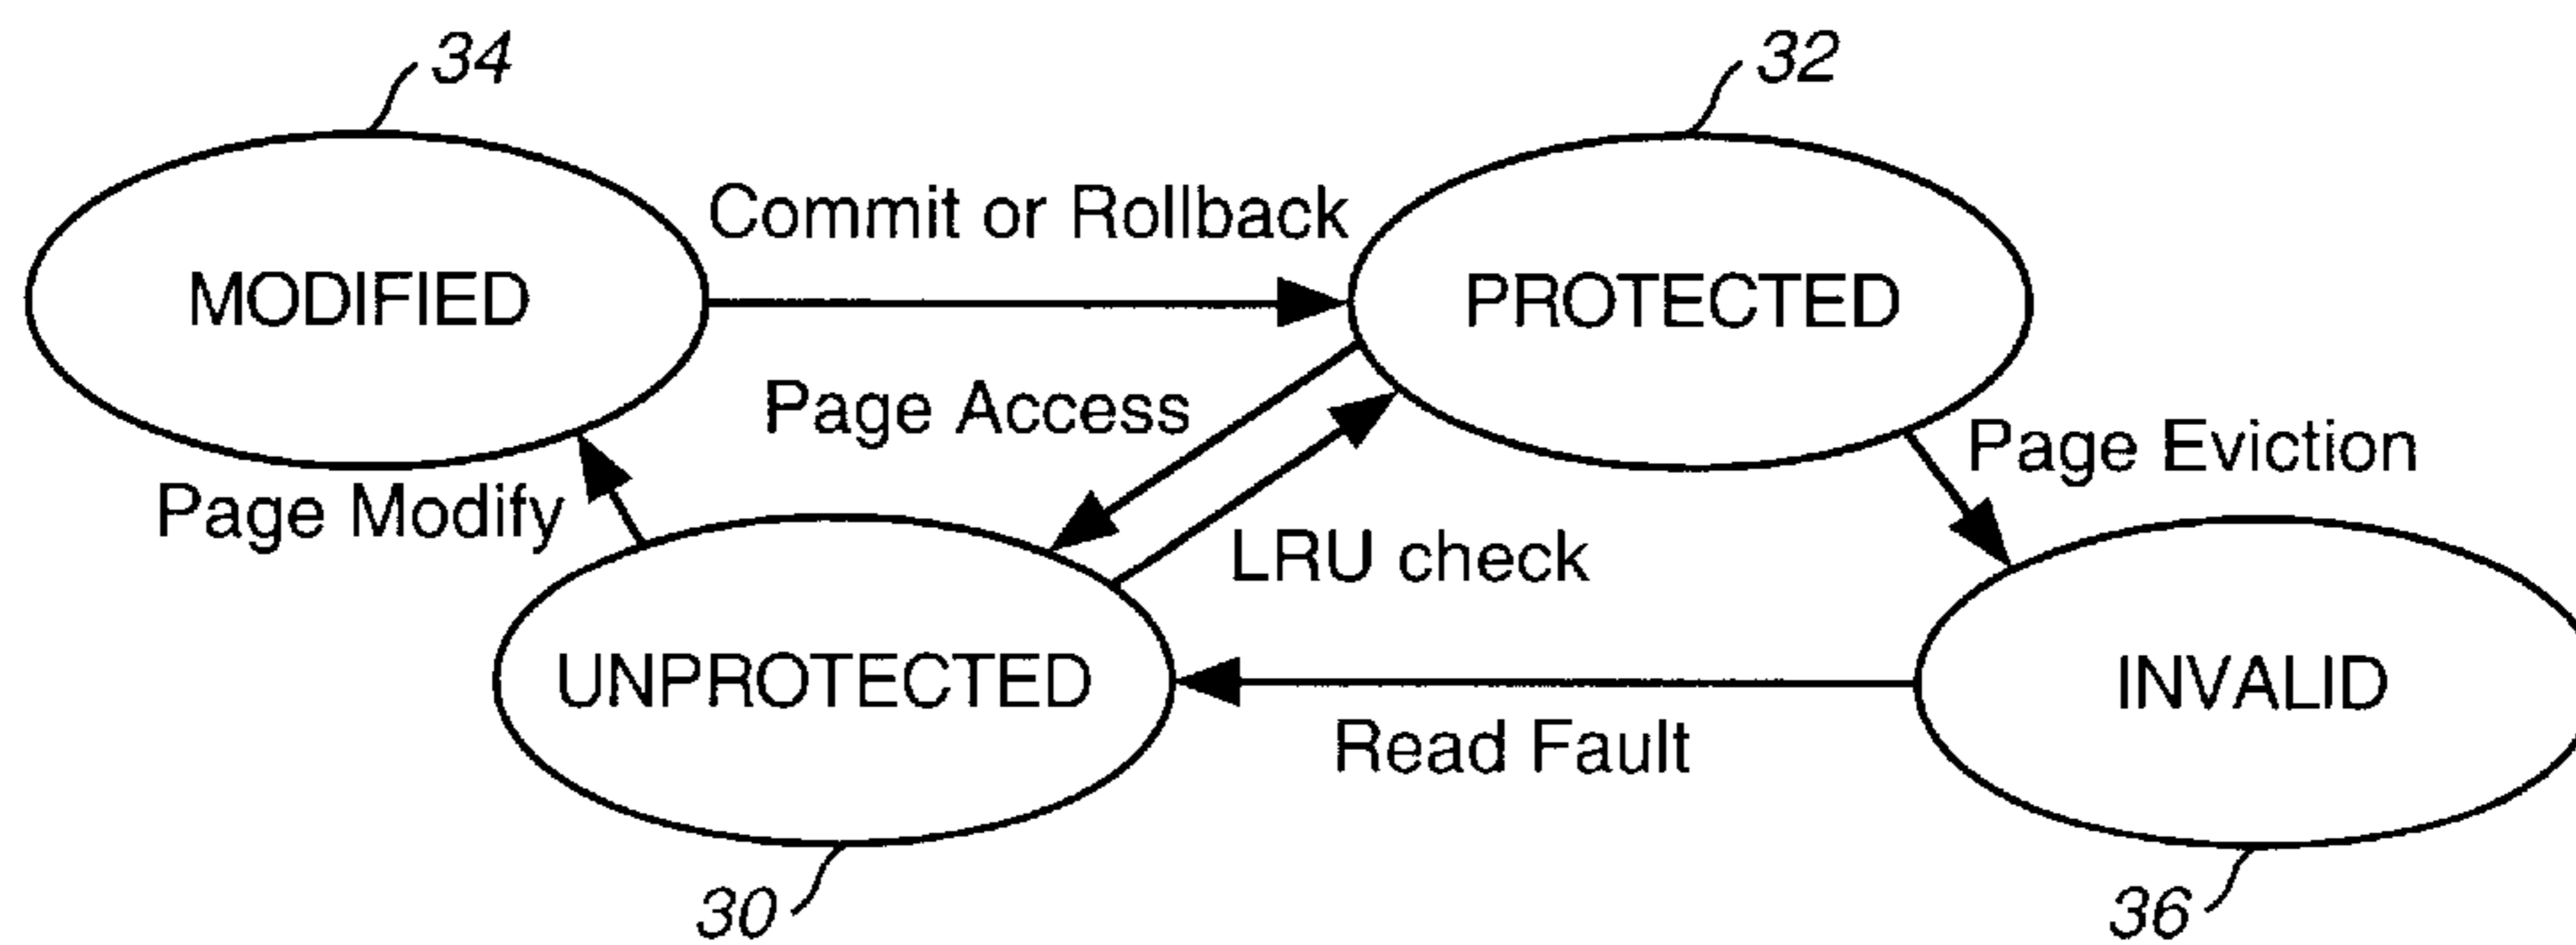 34
32
Commit or Rollback
MODIFIED
PROTECTED
Page Access
Page Eviction
Page Modify
LRU check
UNPROTECTED
INVALID
Read Fault
30
36